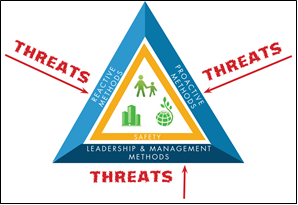 THREATS
THREATS
REACTIVE
METHODS
PROACTIVE
METHODS
SAFETY
LEADERSHIP & MANAGEMENT
METHODS
THREATS